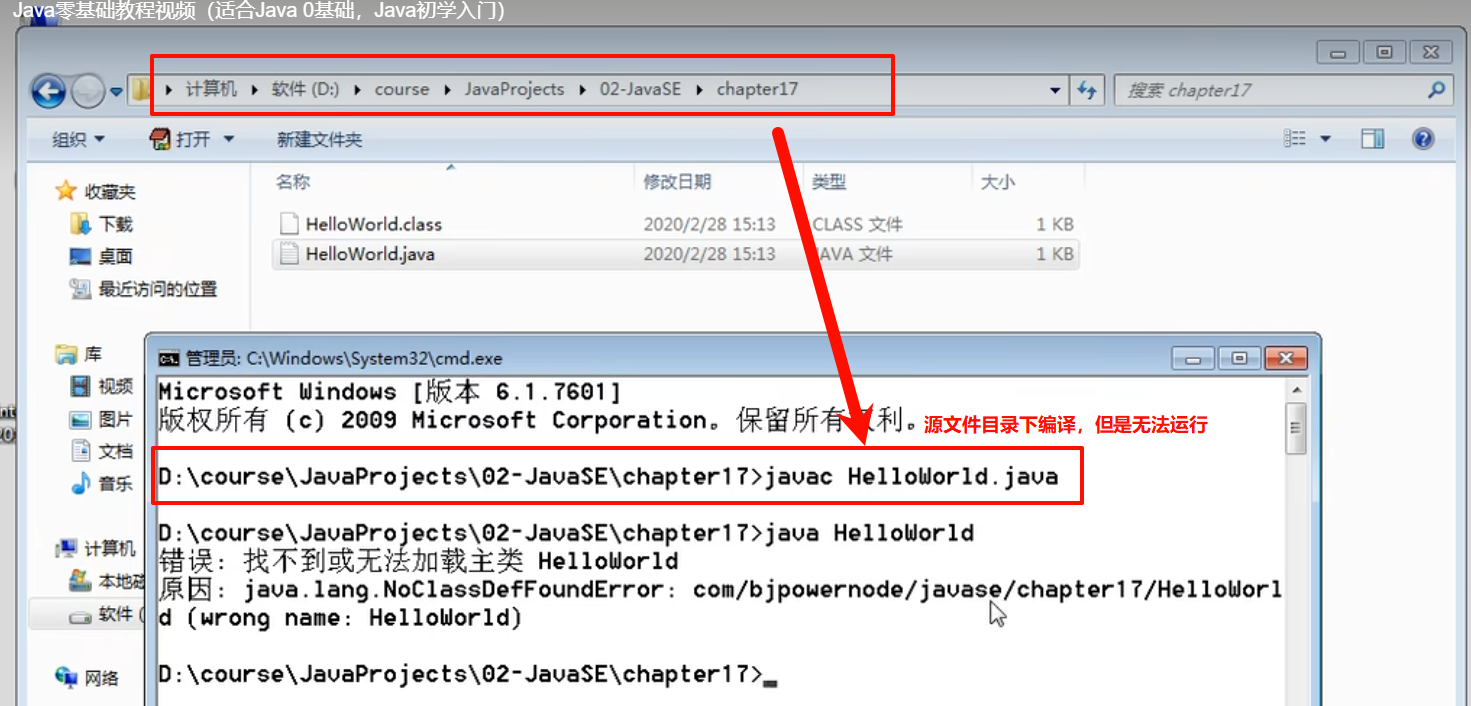 Java零基础教程视频（适合Java 0基础，Java初学入门）
计算机 软件 (D:) course JavaProjects 02-JavaSE chapter17
搜索 chapter17
组织 打开 新建文件夹
名称 修改日期 类型 大小
收藏夹
下载
桌面
最近访问的位置
HelloWorld.class 2020/2/28 15:13 CLASS 文件 1 KB
HelloWorld.java 2020/2/28 15:13 AVA 文件 1 KB
库
视频
图片
文档
音乐
计算机
本地磁
软件 (
网络
管理员: C:\Windows\System32\cmd.exe
Microsoft Windows [版本 6.1.7601]
版权所有 (c) 2009 Microsoft Corporation。保留所有 利。
源文件目录下编译，但是无法运行
D:\course\JavaProjects\02-JavaSE\chapter17>javac HelloWorld.java
D:\course\JavaProjects\02-JavaSE\chapter17>java HelloWorld
错误: 找不到或无法加载主类 HelloWorld
原因: java.lang.NoClassDefFoundError: com/bjpowernode/javase/chapter17/HelloWorl
d (wrong name: HelloWorld)
D:\course\JavaProjects\02-JavaSE\chapter17>